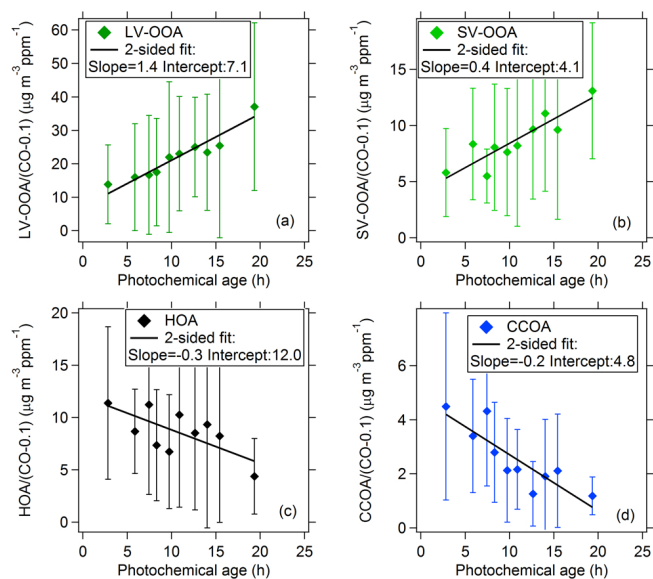 LV-OOA
2-sided fit:
Slope=1.4 Intercept:7.1
60
50
40
30
20
10
0
LV-OOA/(CO-0.1) (µg m⁻³ ppm⁻¹)
(a)
0 5 10 15 20 25
Photochemical age (h)
SV-OOA
2-sided fit:
Slope=0.4 Intercept:4.1
15
10
5
0
SV-OOA/(CO-0.1) (µg m⁻³ ppm⁻¹)
(b)
0 5 10 15 20 25
Photochemical age (h)
HOA
2-sided fit:
Slope=-0.3 Intercept:12.0
20
15
10
5
0
HOA/(CO-0.1) (µg m⁻³ ppm⁻¹)
(c)
0 5 10 15 20 25
Photochemical age (h)
CCOA
2-sided fit:
Slope=-0.2 Intercept:4.8
6
4
2
0
CCOA/(CO-0.1) (µg m⁻³ ppm⁻¹)
(d)
0 5 10 15 20 25
Photochemical age (h)